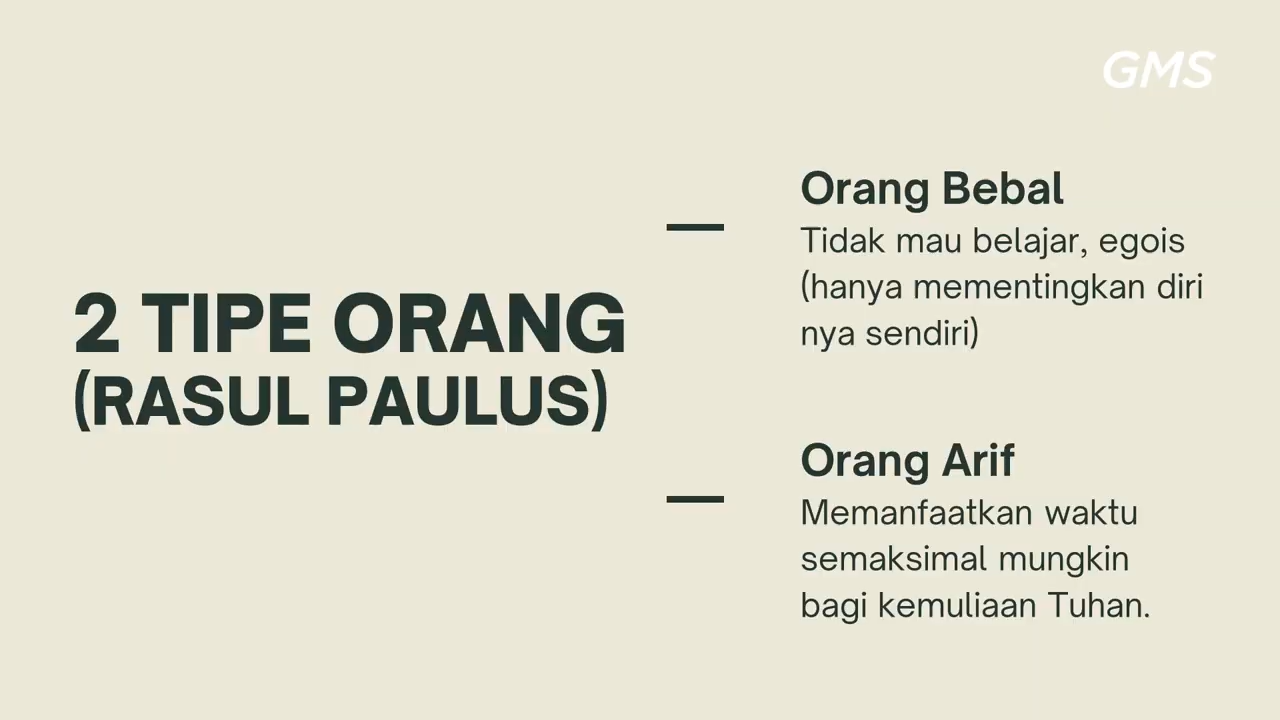 GMS
2 TIPE ORANG
(RASUL PAULUS)
Orang Bebal
Tidak mau belajar, egois
(hanya mementingkan diri
nya sendiri)
Orang Arif
Memanfaatkan waktu
semaksimal mungkin
bagi kemuliaan Tuhan.